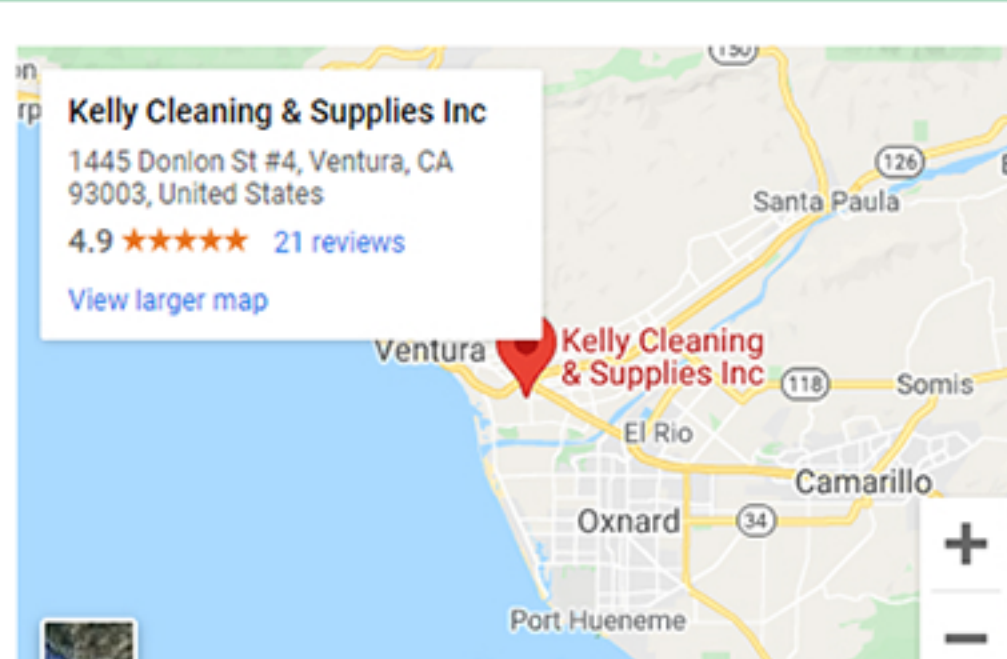 150
on
rp
Kelly Cleaning & Supplies Inc
1445 Donlon St #4, Ventura, CA
93003, United States
4.9 ★★★★★ 21 reviews
View larger map
126
Santa Paula
Ventura
Kelly Cleaning
& Supplies Inc
118
Somis
El Rio
Camarillo
Oxnard
34
Port Hueneme
+
−